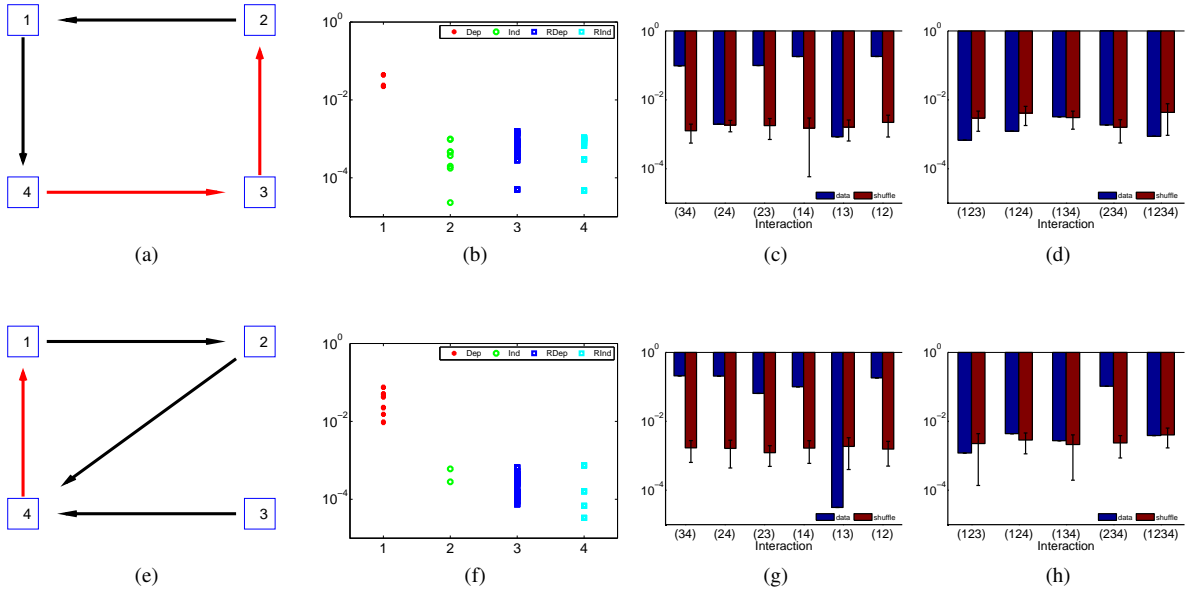 1
2
4
3
(a)
10^0
10^-2
10^-4
Dep Ind RDep RInd
1 2 3 4
(b)
10^0
10^-2
10^-4
data shuffle
(34) (24) (23) (14) (13) (12)
Interaction
(c)
10^0
10^-2
10^-4
data shuffle
(123) (124) (134) (234) (1234)
Interaction
(d)
1
2
4
3
(e)
10^0
10^-2
10^-4
Dep Ind RDep RInd
1 2 3 4
(f)
10^0
10^-2
10^-4
data shuffle
(34) (24) (23) (14) (13) (12)
Interaction
(g)
10^0
10^-2
10^-4
data shuffle
(123) (124) (134) (234) (1234)
Interaction
(h)